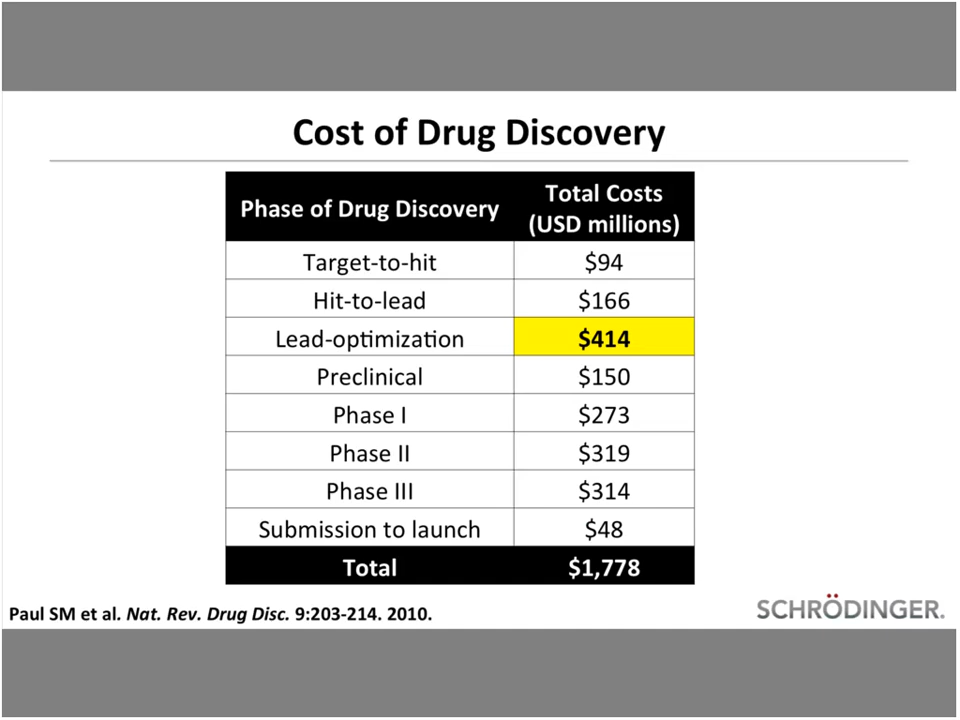 Cost of Drug Discovery
Phase of Drug Discovery Total Costs (USD millions)
Target-to-hit $94
Hit-to-lead $166
Lead-optimization $414
Preclinical $150
Phase I $273
Phase II $319
Phase III $314
Submission to launch $48
Total $1,778
Paul SM et al. Nat. Rev. Drug Disc. 9:203-214. 2010.
SCHRÖDINGER.